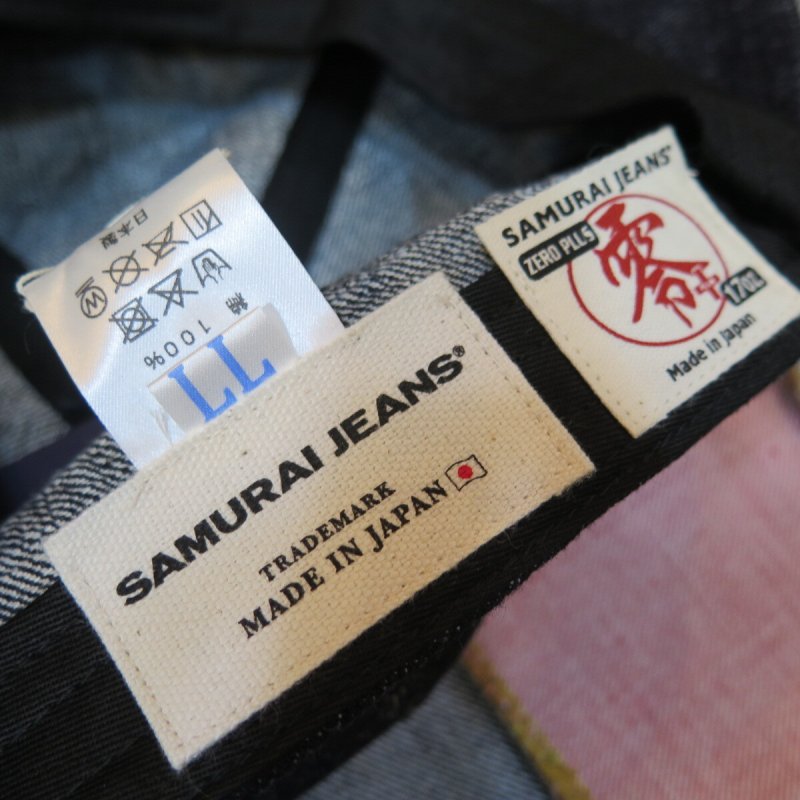 SAMURAI JEANS®
TRADEMARK
MADE IN JAPAN
LL
綿 100%
日本製
SAMURAI JEANS®
ZERO PLLS
零
17oz
Made in Japan